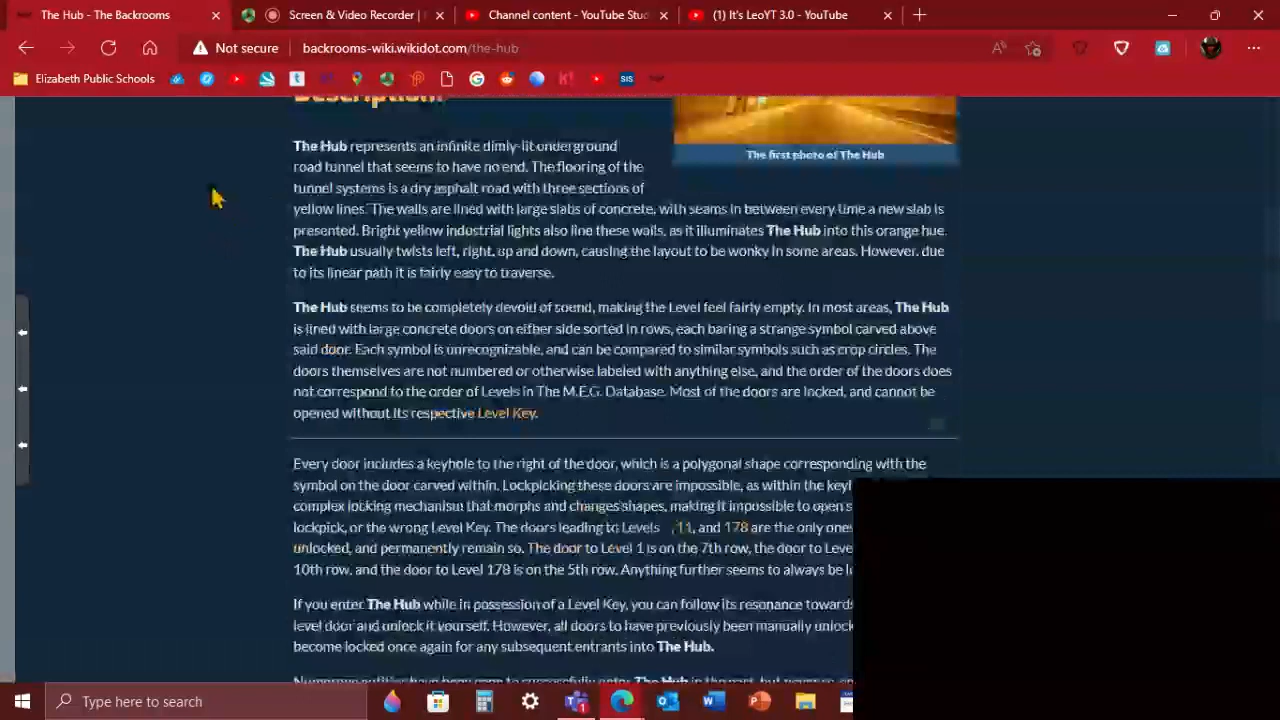 The Hub - The Backrooms
Screen & Video Recorder |
Channel content - YouTube Stud
(1) It's LeoYT 3.0 - YouTube
Not secure
backrooms-wiki.wikidot.com/the-hub
Elizabeth Public Schools
SIS
Description:
The first photo of The Hub
The Hub represents an infinite dimly-lit underground
road tunnel that seems to have no end. The flooring of the
tunnel systems is a dry asphalt road with three sections of
yellow lines. The walls are lined with large slabs of concrete, with seams in between every time a new slab is
presented. Bright yellow industrial lights also line these walls, as it illuminates The Hub into this orange hue.
The Hub usually twists left, right, up and down, causing the layout to be wonky in some areas. However, due
to its linear path it is fairly easy to traverse.
The Hub seems to be completely devoid of sound, making the Level feel fairly empty. In most areas, The Hub
is lined with large concrete doors on either side sorted in rows, each baring a strange symbol carved above
said door. Each symbol is unrecognizable, and can be compared to similar symbols such as crop circles. The
doors themselves are not numbered or otherwise labeled with anything else, and the order of the doors does
not correspond to the order of Levels in The M.E.G. Database. Most of the doors are locked, and cannot be
opened without its respective Level Key.
Every door includes a keyhole to the right of the door, which is a polygonal shape corresponding with the
symbol on the door carved within. Lockpicking these doors are impossible, as within the keyl
complex locking mechanism that morphs and changes shapes, making it impossible to open s
lockpick, or the wrong Level Key. The doors leading to Levels , 11, and 178 are the only one
unlocked, and permanently remain so. The door to Level 1 is on the 7th row, the door to Leve
10th row, and the door to Level 178 is on the 5th row. Anything further seems to always be l
If you enter The Hub while in possession of a Level Key, you can follow its resonance toward
level door and unlock it yourself. However, all doors to have previously been manually unlock
become locked once again for any subsequent entrants into The Hub.
Numerous entities have been seen to successfully enter The Hub in the past, but
Type here to search